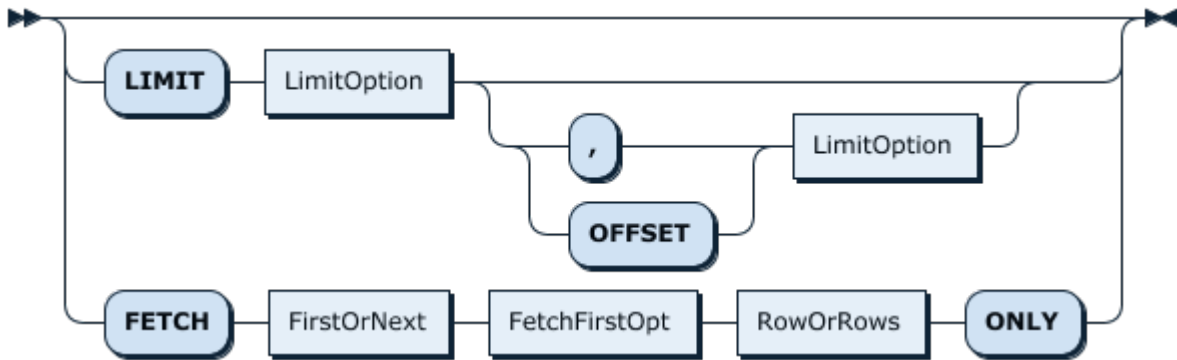 LIMIT LimitOption
, LimitOption
OFFSET
FETCH FirstOrNext FetchFirstOpt RowOrRows ONLY